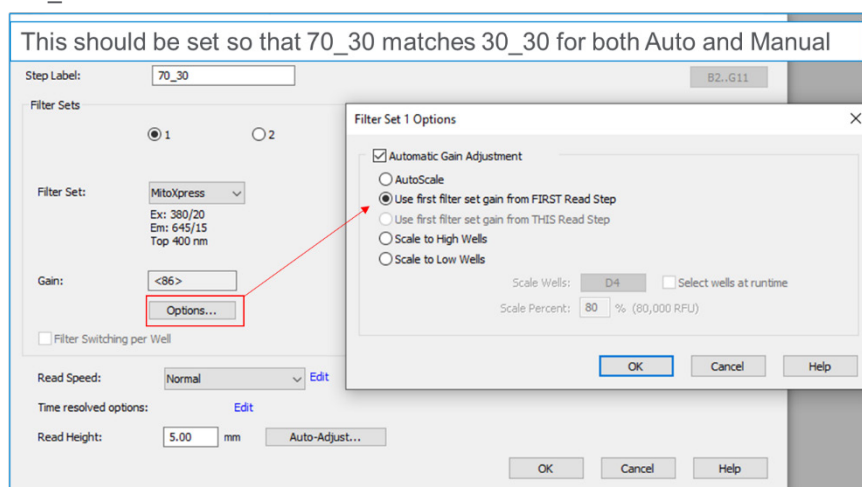 This should be set so that 70_30 matches 30_30 for both Auto and Manual
Step Label: 70_30 B2..G11
Filter Sets
1 2
Filter Set: MitoXpress
Ex: 380/20
Em: 645/15
Top 400 nm
Gain: <86>
Options...
Filter Switching per Well
Read Speed: Normal Edit
Time resolved options: Edit
Read Height: 5.00 mm Auto-Adjust...
OK Cancel Help
Filter Set 1 Options
Automatic Gain Adjustment
AutoScale
Use first filter set gain from FIRST Read Step
Use first filter set gain from THIS Read Step
Scale to High Wells
Scale to Low Wells
Scale Wells: D4 Select wells at runtime
Scale Percent: 80 % (80,000 RFU)
OK Cancel Help